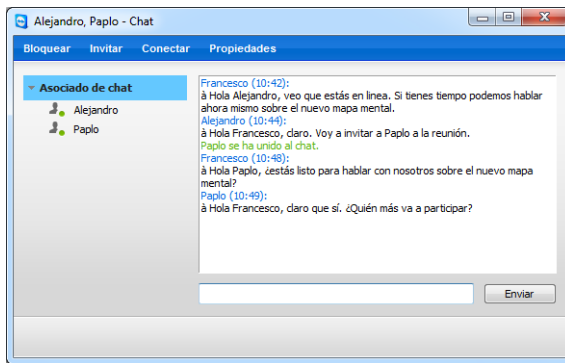 Alejandro, Paplo - Chat
Bloquear Invitar Conectar Propiedades
Asociado de chat
Alejandro
Paplo
Francesco (10:42):
à Hola Alejandro, veo que estás en linea. Si tienes tiempo podemos hablar
ahora mismo sobre el nuevo mapa mental.
Alejandro (10:44):
à Hola Francesco, claro. Voy a invitar a Paplo a la reunión.
Paplo se ha unido al chat.
Francesco (10:48):
à Hola Paplo, ¿estás listo para hablar con nosotros sobre el nuevo mapa
mental?
Paplo (10:49):
à Hola Francesco, claro que sí. ¿Quién más va a participar?
Enviar